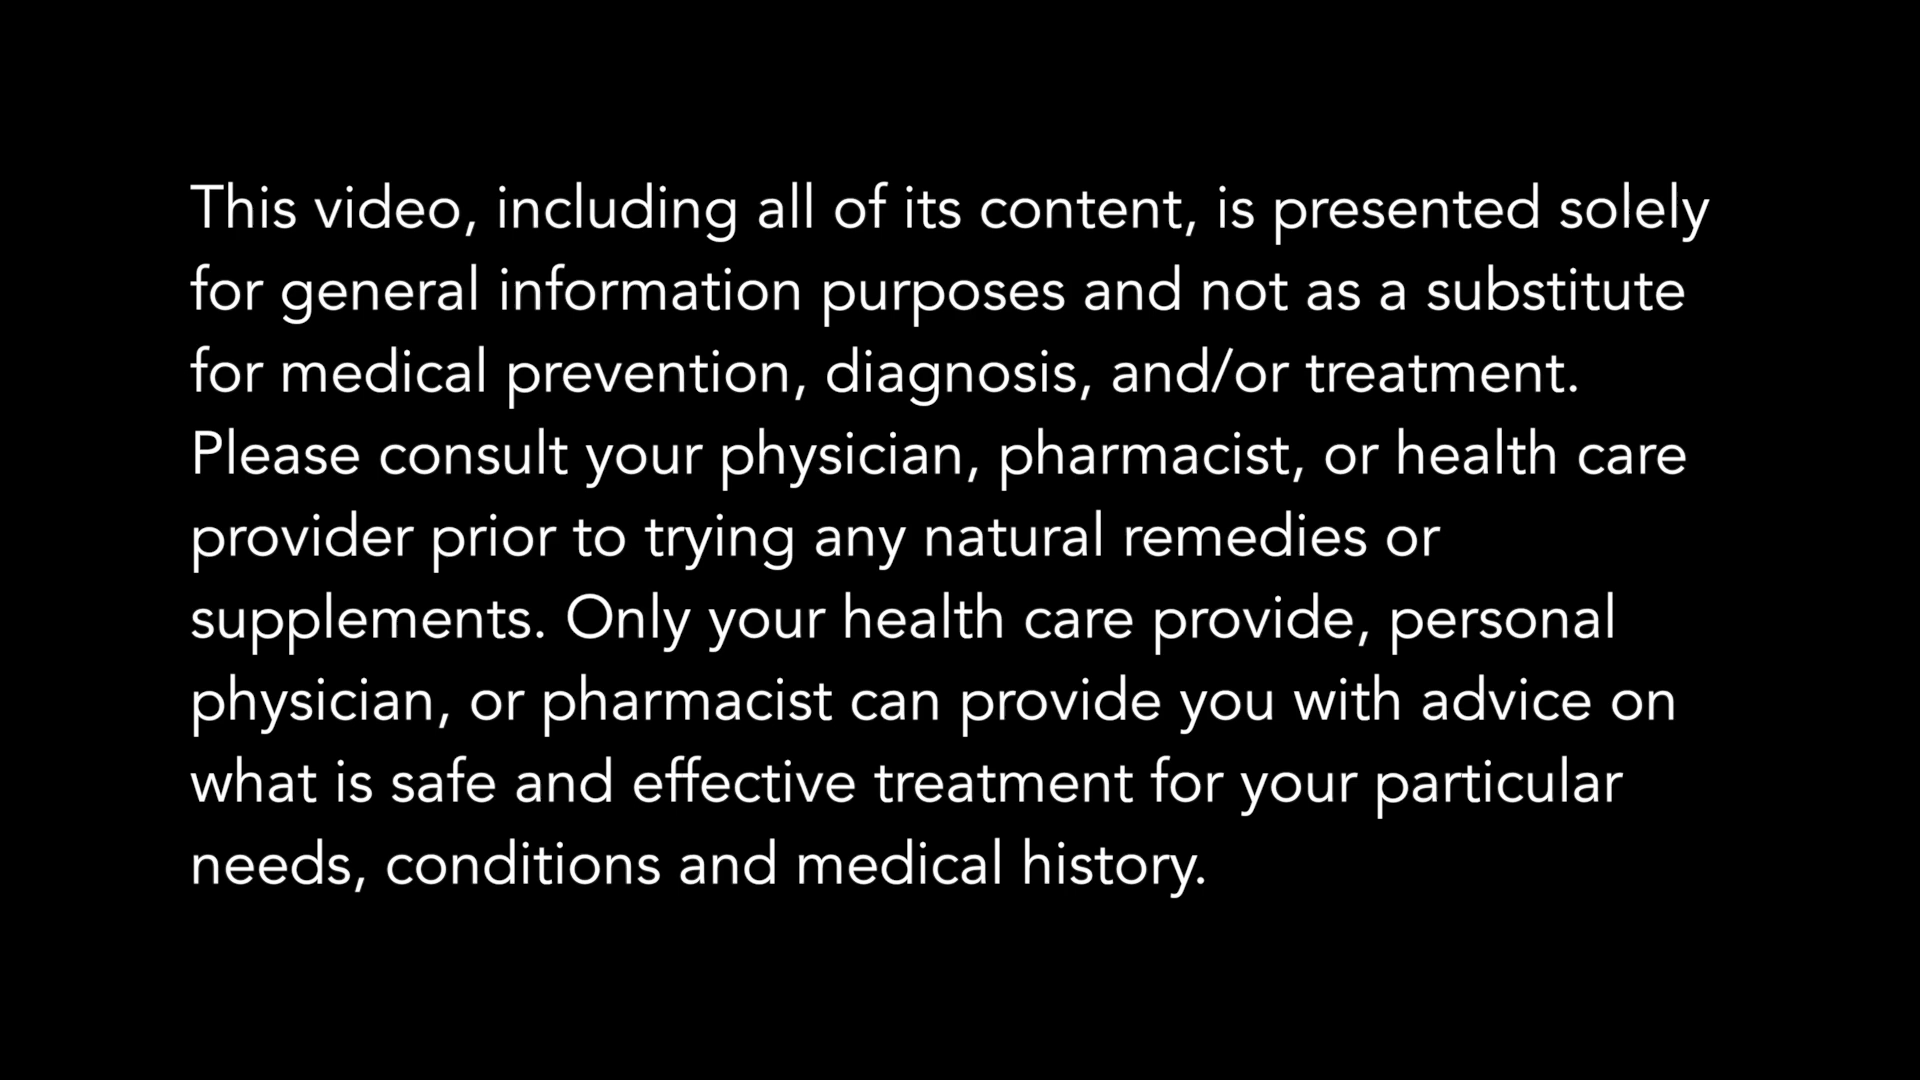 This video, including all of its content, is presented solely
for general information purposes and not as a substitute
for medical prevention, diagnosis, and/or treatment.
Please consult your physician, pharmacist, or health care
provider prior to trying any natural remedies or
supplements. Only your health care provide, personal
physician, or pharmacist can provide you with advice on
what is safe and effective treatment for your particular
needs, conditions and medical history.